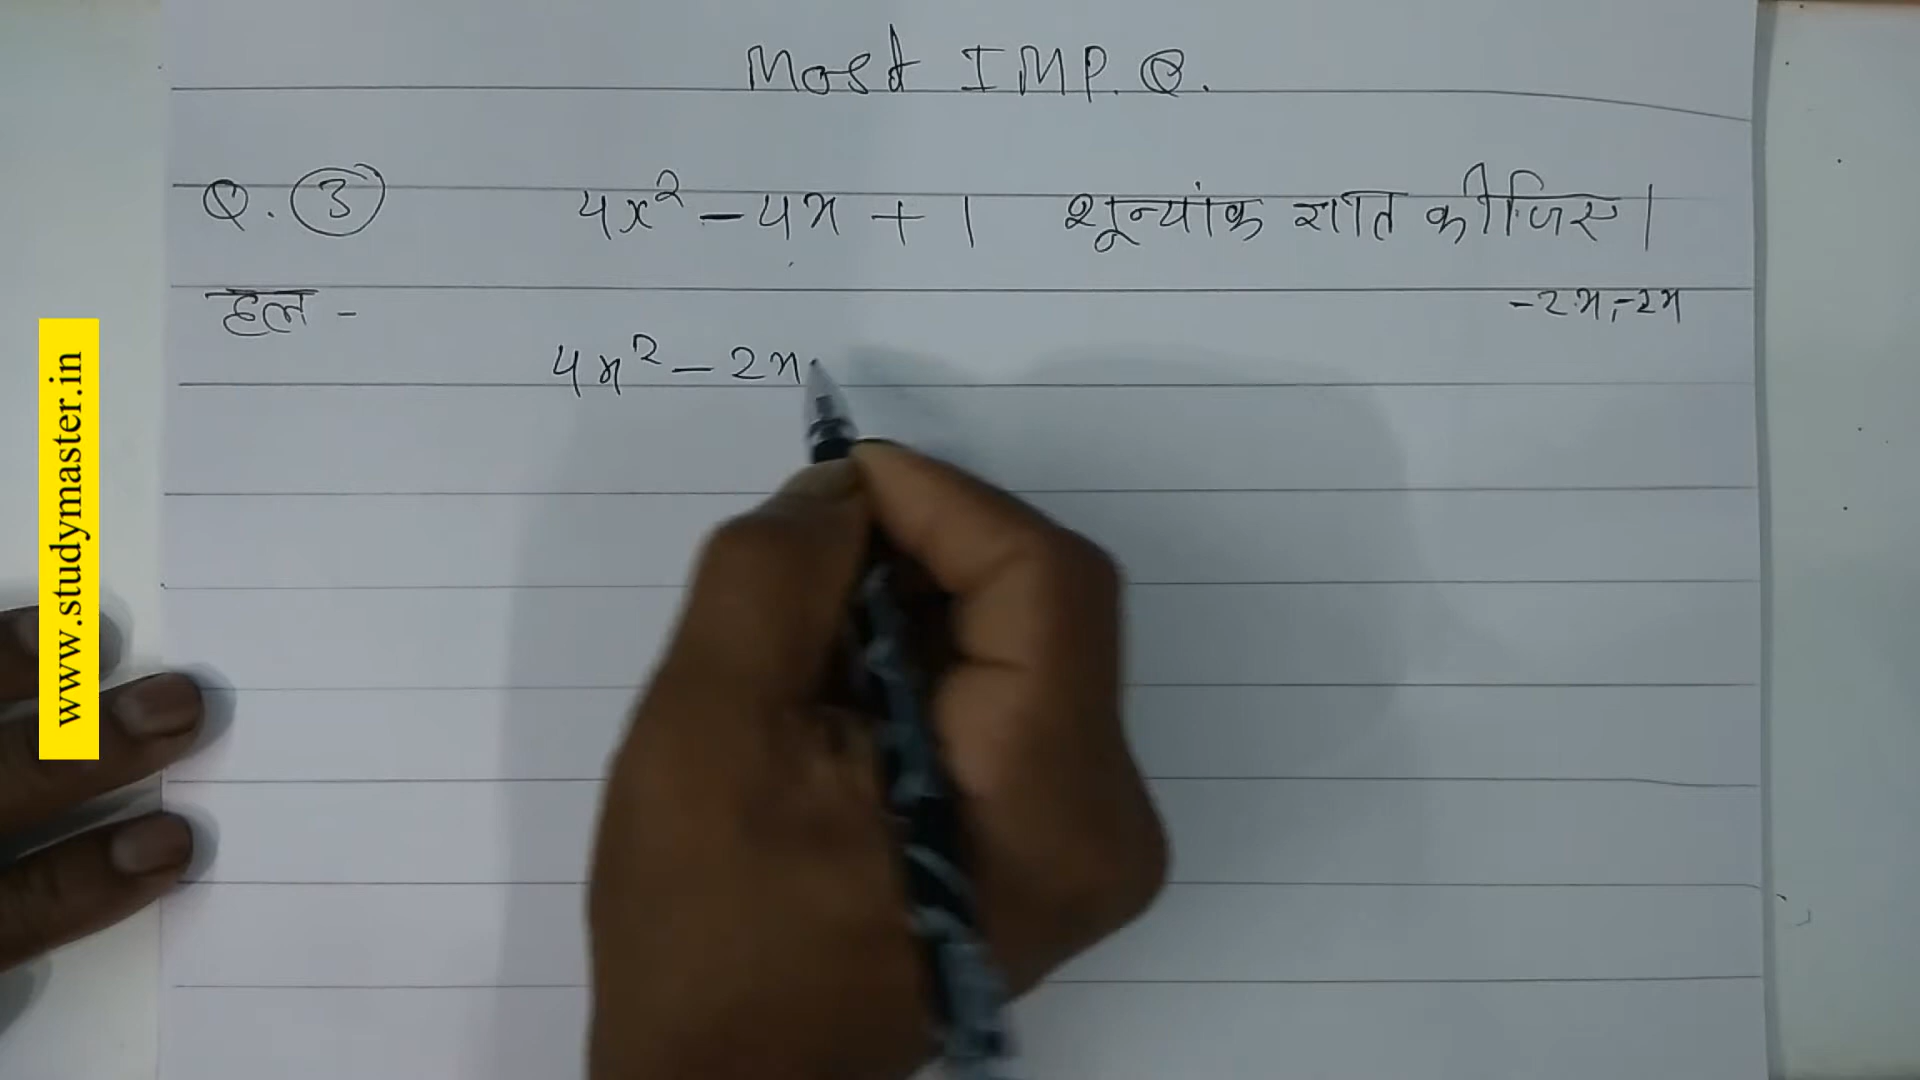 Most IMP. Q.
Q. 3 4x² - 4x + 1 शून्यांक ज्ञात कीजिए।
हल - -2x, -2x
4x² - 2x
www.studymaster.in